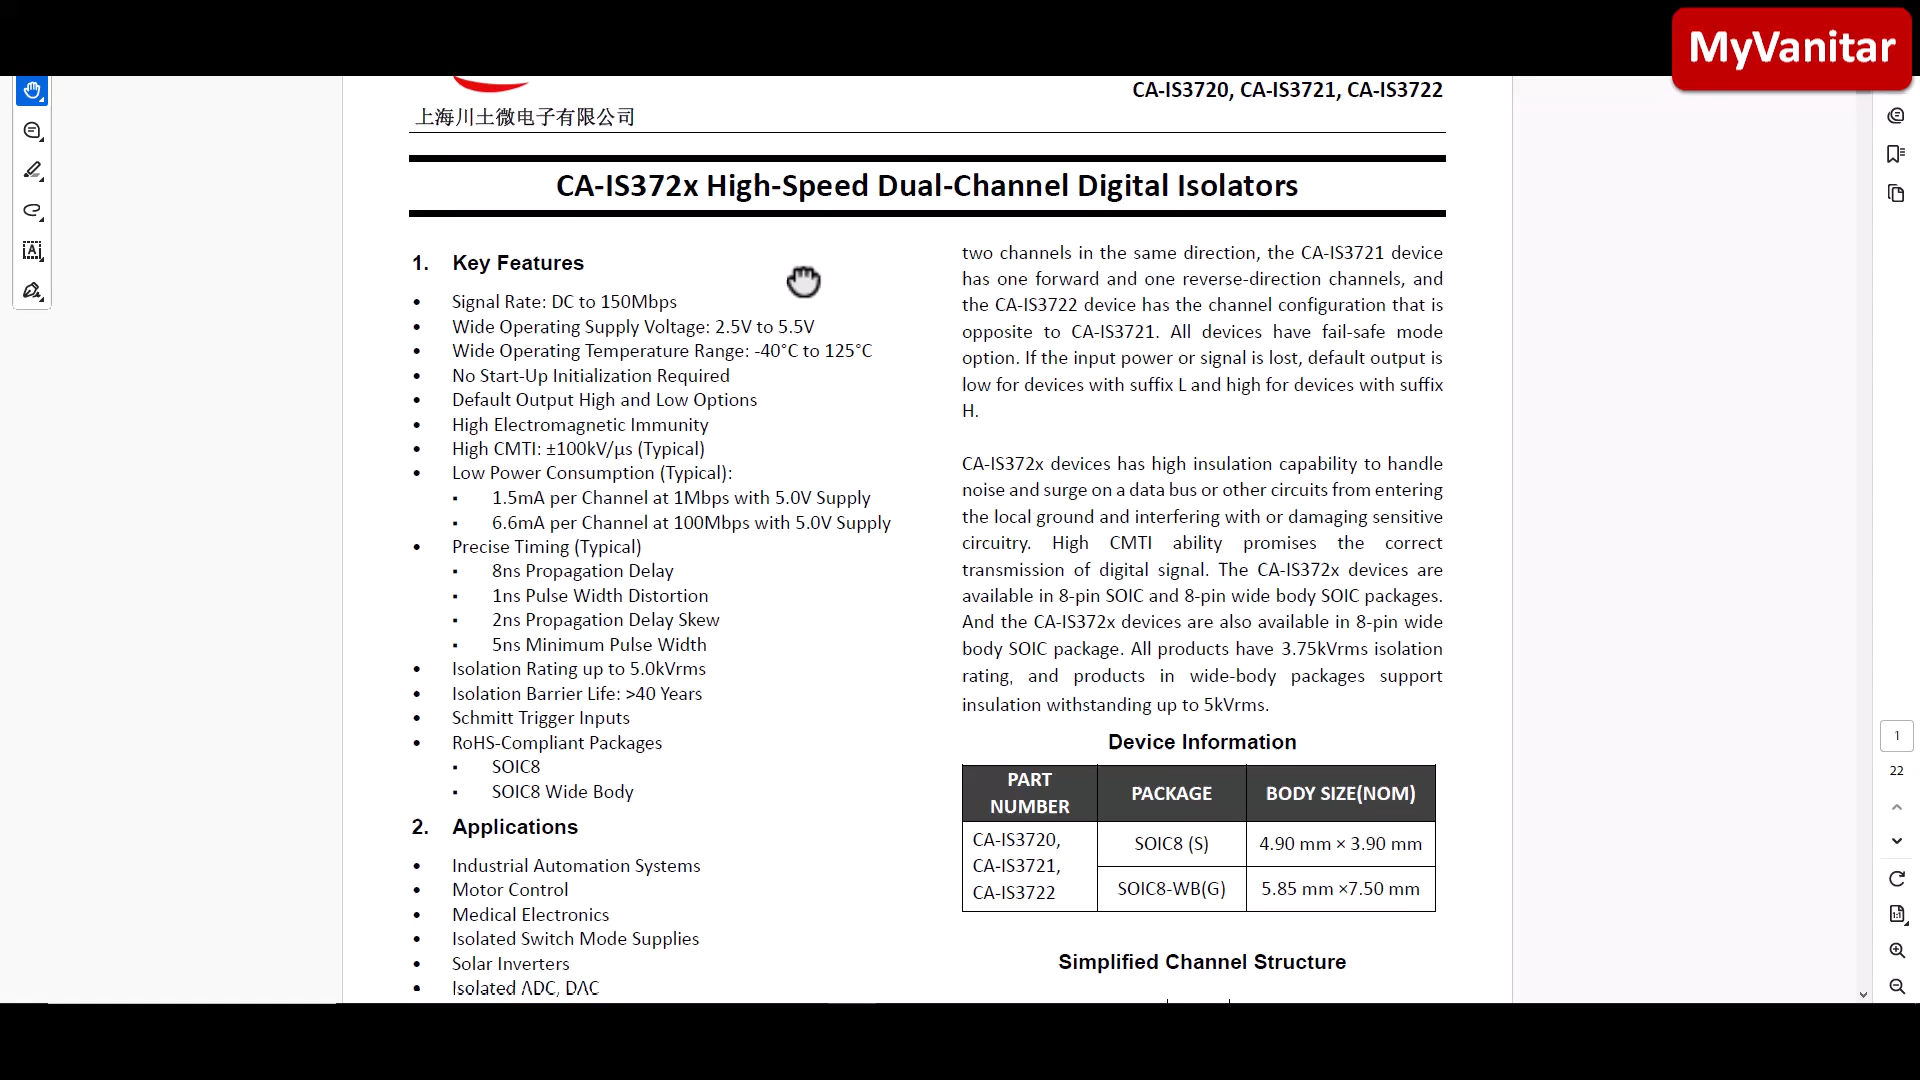 MyVanitar
CA-IS3720, CA-IS3721, CA-IS3722
上海川土微电子有限公司
CA-IS372x High-Speed Dual-Channel Digital Isolators
1. Key Features
• Signal Rate: DC to 150Mbps
• Wide Operating Supply Voltage: 2.5V to 5.5V
• Wide Operating Temperature Range: -40˚C to 125˚C
• No Start-Up Initialization Required
• Default Output High and Low Options
• High Electromagnetic Immunity
• High CMTI: ±100kV/µs (Typical)
• Low Power Consumption (Typical):
▪ 1.5mA per Channel at 1Mbps with 5.0V Supply
▪ 6.6mA per Channel at 100Mbps with 5.0V Supply
• Precise Timing (Typical)
▪ 8ns Propagation Delay
▪ 1ns Pulse Width Distortion
▪ 2ns Propagation Delay Skew
▪ 5ns Minimum Pulse Width
• Isolation Rating up to 5.0kVrms
• Isolation Barrier Life: >40 Years
• Schmitt Trigger Inputs
• RoHS-Compliant Packages
▪ SOIC8
▪ SOIC8 Wide Body
2. Applications
• Industrial Automation Systems
• Motor Control
• Medical Electronics
• Isolated Switch Mode Supplies
• Solar Inverters
• Isolated ADC, DAC
two channels in the same direction, the CA-IS3721 device
has one forward and one reverse-direction channels, and
the CA-IS3722 device has the channel configuration that is
opposite to CA-IS3721. All devices have fail-safe mode
option. If the input power or signal is lost, default output is
low for devices with suffix L and high for devices with suffix
H.
CA-IS372x devices has high insulation capability to handle
noise and surge on a data bus or other circuits from entering
the local ground and interfering with or damaging sensitive
circuitry. High CMTI ability promises the correct
transmission of digital signal. The CA-IS372x devices are
available in 8-pin SOIC and 8-pin wide body SOIC packages.
And the CA-IS372x devices are also available in 8-pin wide
body SOIC package. All products have 3.75kVrms isolation
rating, and products in wide-body packages support
insulation withstanding up to 5kVrms.
Device Information
PART NUMBER PACKAGE BODY SIZE(NOM)
CA-IS3720,
CA-IS3721,
CA-IS3722
SOIC8 (S) 4.90 mm × 3.90 mm
SOIC8-WB(G) 5.85 mm ×7.50 mm
Simplified Channel Structure
1
22